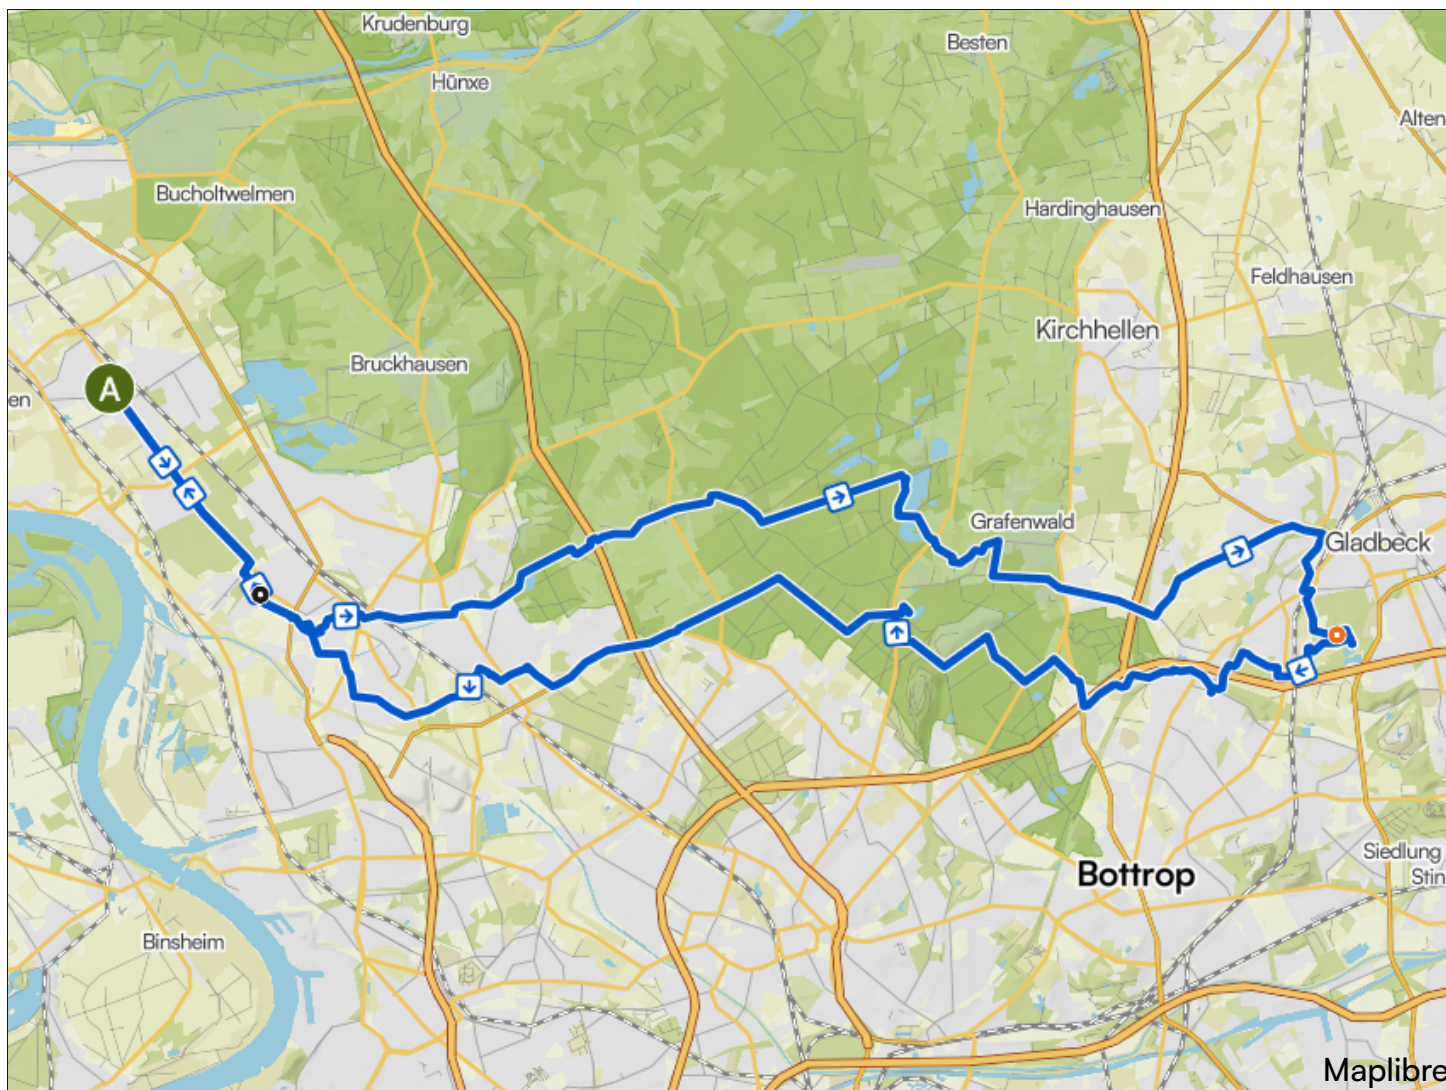 Krudenburg
Besten
Hünxe
Alten
Bucholtwelmen
Hardinghausen
Feldhausen
Kirchhellen
Bruckhausen
A
en
Grafenwald
Gladbeck
Siedlung
Stin
Bottrop
Binsheim
Maplibre